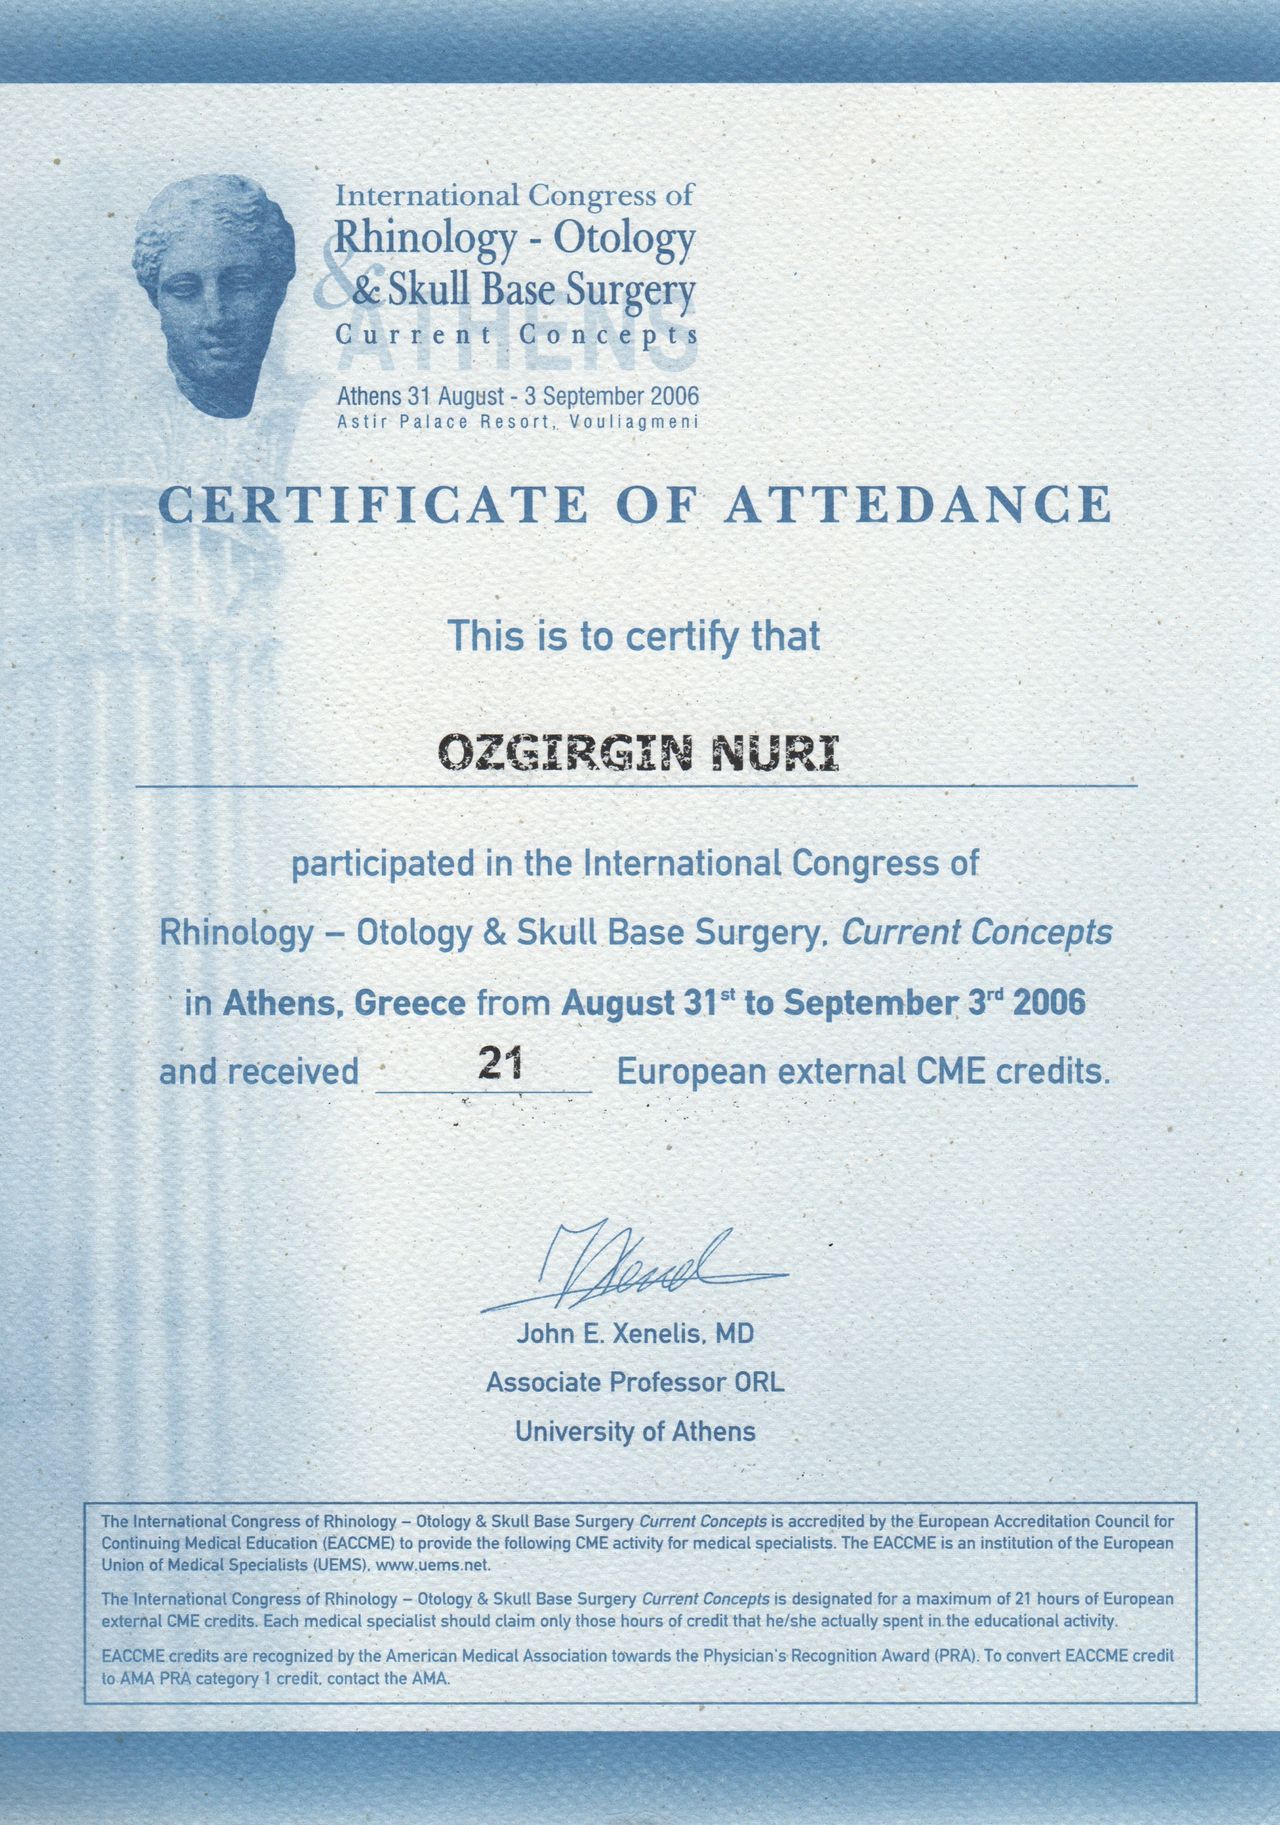 International Congress of
Rhinology - Otology
& Skull Base Surgery
Current Concepts
& ATHENS
Athens 31 August - 3 September 2006
Astir Palace Resort, Vouliagmeni
CERTIFICATE OF ATTEDANCE
This is to certify that
OZGIRGIN NURI
participated in the International Congress of
Rhinology – Otology & Skull Base Surgery, Current Concepts
in Athens, Greece from August 31st to September 3rd 2006
and received 21 European external CME credits.
John E. Xenelis, MD
Associate Professor ORL
University of Athens
The International Congress of Rhinology – Otology & Skull Base Surgery Current Concepts is accredited by the European Accreditation Council for
Continuing Medical Education (EACCME) to provide the following CME activity for medical specialists. The EACCME is an institution of the European
Union of Medical Specialists (UEMS), www.uems.net.
The International Congress of Rhinology – Otology & Skull Base Surgery Current Concepts is designated for a maximum of 21 hours of European
external CME credits. Each medical specialist should claim only those hours of credit that he/she actually spent in the educational activity.
EACCME credits are recognized by the American Medical Association towards the Physician's Recognition Award (PRA). To convert EACCME credit
to AMA PRA category 1 credit, contact the AMA.